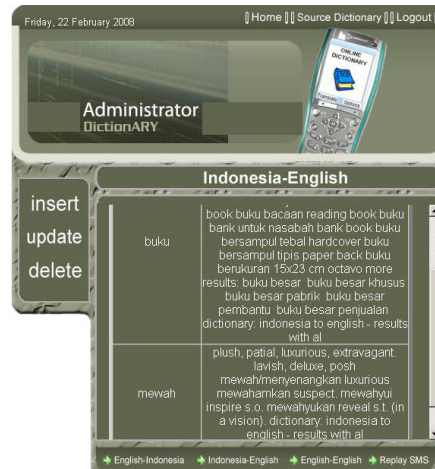 Friday, 22 February 2008
[] Home [] [] Source Dictionary [] [] Logout
ONLINE
DICTIONARY
Translate Options
Administrator
DictionARY
Indonesia-English
insert
update
delete
buku
book buku bacaan reading book buku
bank untuk nasabah bank book buku
bersampul tebal hardcover buku
bersampul tipis paper back buku
berukuran 15x23 cm octavo more
results: buku besar buku besar khusus
buku besar pabrik buku besar
pembantu buku besar penjualan
dictionary: indonesia to english - results
with al
mewah
plush, patial, luxurious, extravagant.
lavish, deluxe, posh
mewah/menyenangkan luxurious
mewahamkan suspect. mewahyui
inspire s.o. mewahyukan reveal s.t. (in
a vision). dictionary: indonesia to
english - results with al
English-Indonesia Indonesia-English English-English Replay SMS